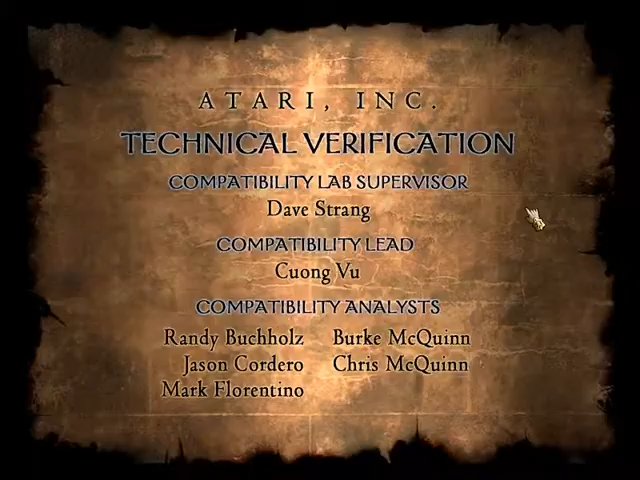 ATARI, INC.
TECHNICAL VERIFICATION
COMPATIBILITY LAB SUPERVISOR
Dave Strang
COMPATIBILITY LEAD
Cuong Vu
COMPATIBILITY ANALYSTS
Randy Buchholz Burke McQuinn
Jason Cordero Chris McQuinn
Mark Florentino